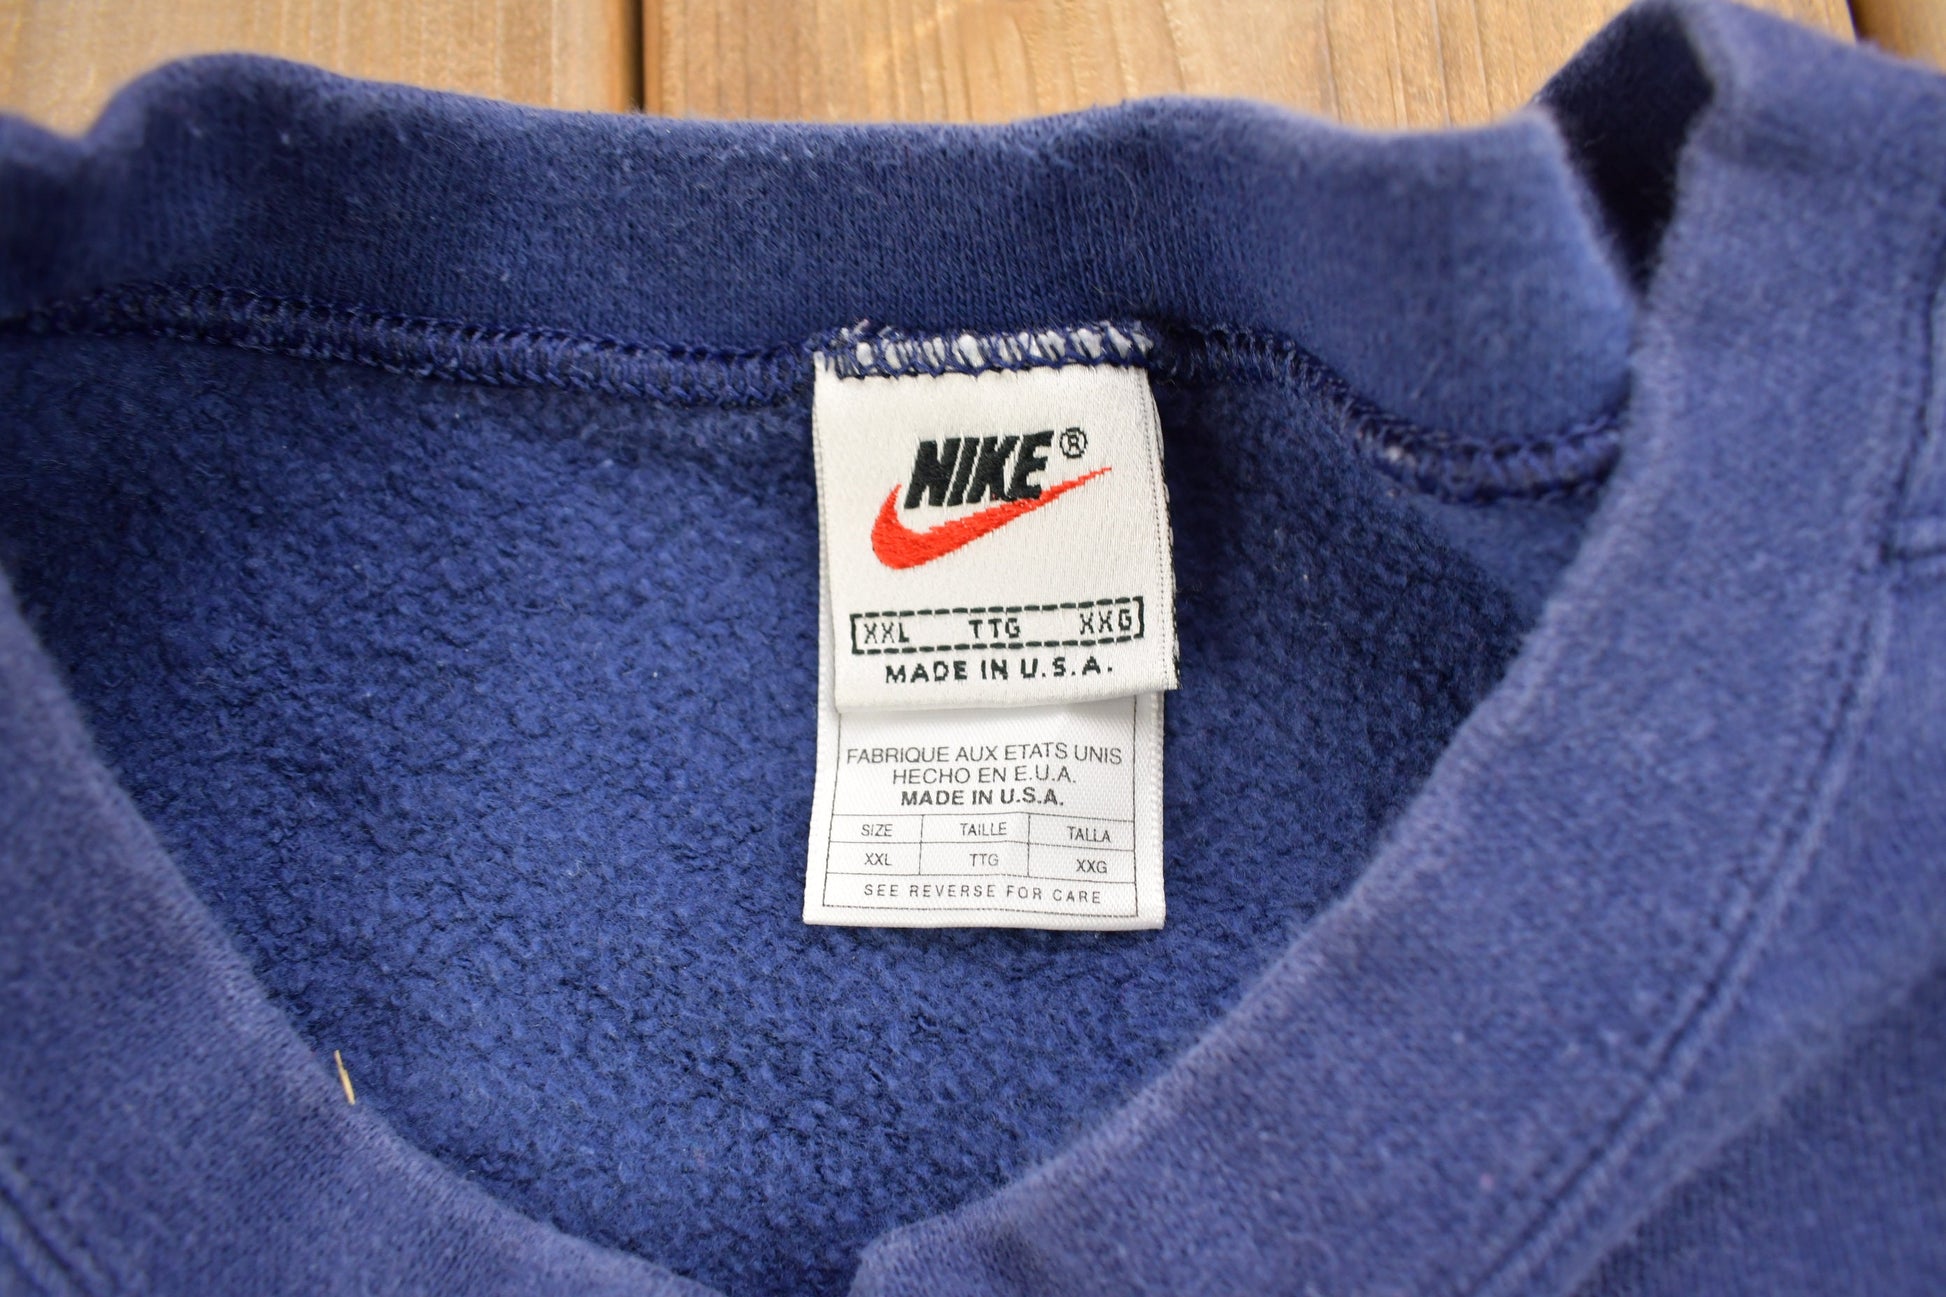 NIKE®
[XXL TTG XXG]
MADE IN U.S.A.
FABRIQUE AUX ETATS UNIS
HECHO EN E.U.A.
MADE IN U.S.A.
SIZE TAILLE TALLA
XXL TTG XXG
SEE REVERSE FOR CARE